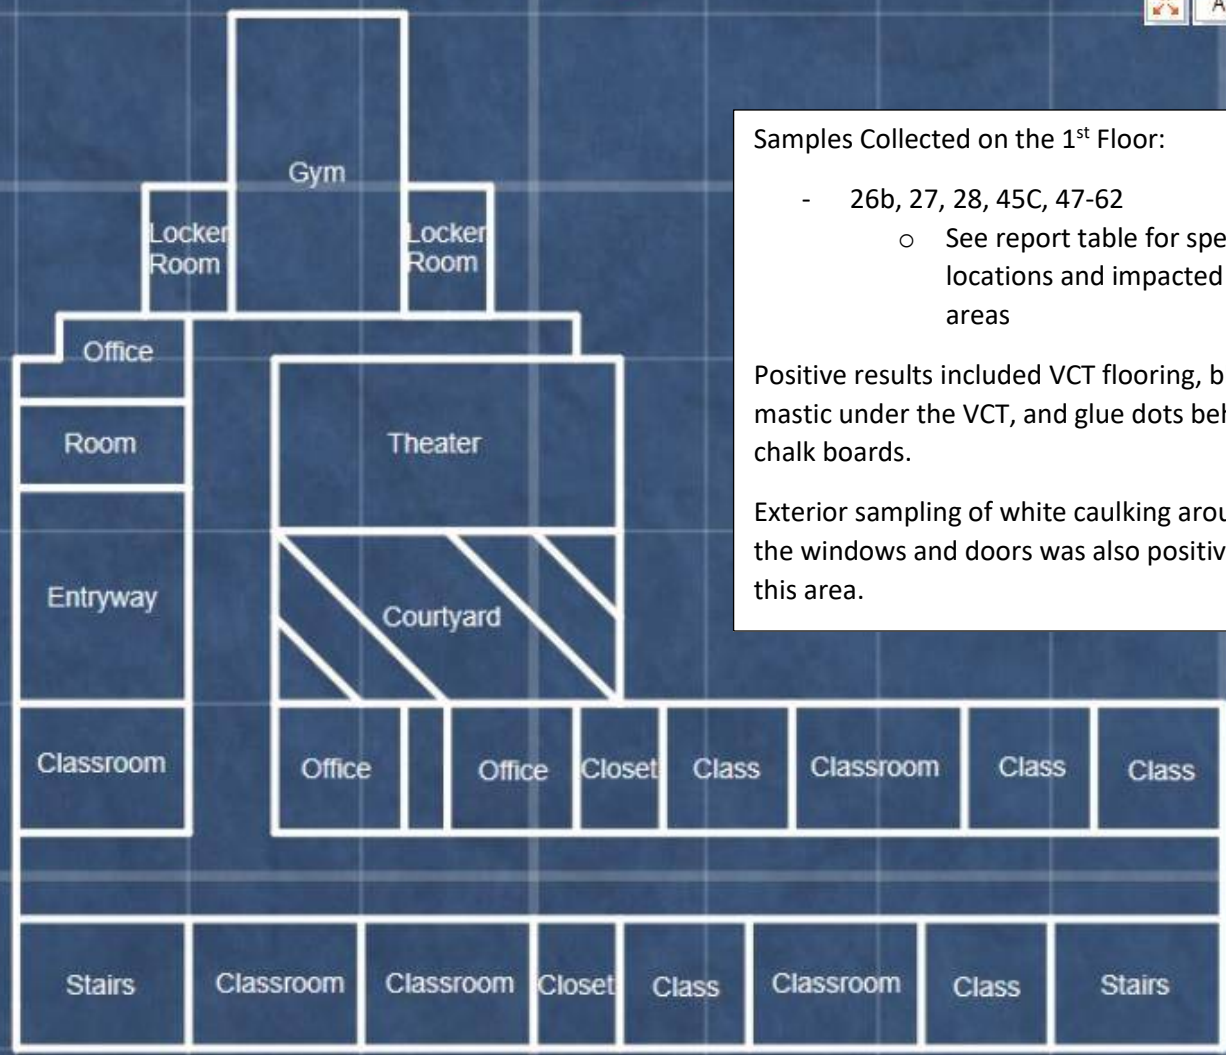 A
Gym
Locker Room
Locker Room
Office
Room
Theater
Entryway
Courtyard
Classroom
Office
Office
Closet
Class
Classroom
Class
Class
Stairs
Classroom
Classroom
Closet
Class
Classroom
Class
Stairs
Samples Collected on the 1st Floor:
- 26b, 27, 28, 45C, 47-62
o See report table for spe
locations and impacted
areas
Positive results included VCT flooring, b
mastic under the VCT, and glue dots beh
chalk boards.
Exterior sampling of white caulking arou
the windows and doors was also positiv
this area.